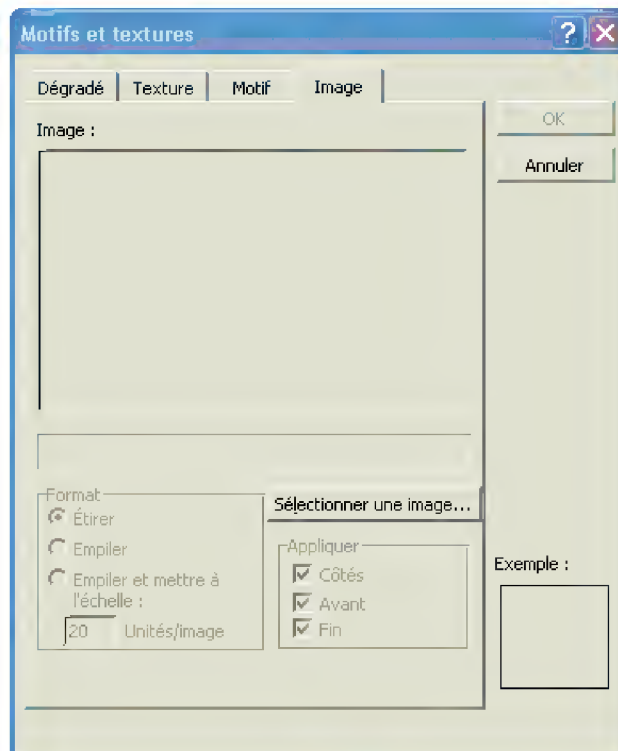 Motifs et textures
Dégradé Texture Motif Image
OK
Annuler
Image :
Sélectionner une image...
Format
Étirer
Empiler
Empiler et mettre à
l'échelle :
20 Unités/image
Appliquer
Côtés
Avant
Fin
Exemple :